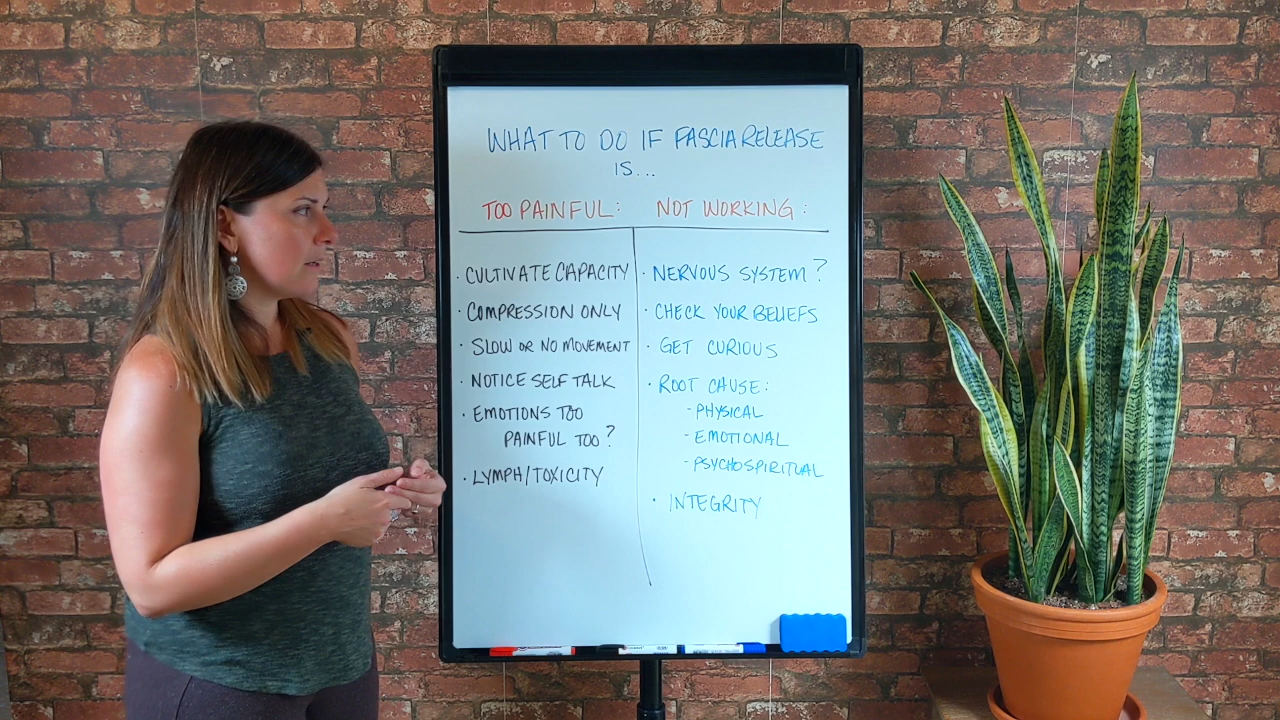 WHAT TO DO IF FASCIA RELEASE
IS...
TOO PAINFUL:
· CULTIVATE CAPACITY
· COMPRESSION ONLY
· SLOW OR NO MOVEMENT
· NOTICE SELF TALK
· EMOTIONS TOO
PAINFUL TOO?
· LYMPH/TOXICITY
NOT WORKING:
· NERVOUS SYSTEM?
· CHECK YOUR BELIEFS
· GET CURIOUS
· ROOT CAUSE:
- PHYSICAL
- EMOTIONAL
- PSYCHOSPIRITUAL
· INTEGRITY